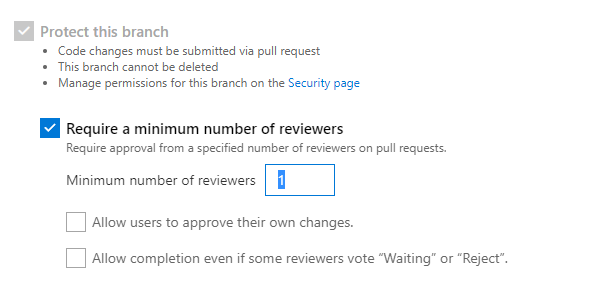 Protect this branch
• Code changes must be submitted via pull request
• This branch cannot be deleted
• Manage permissions for this branch on the Security page
Require a minimum number of reviewers
Require approval from a specified number of reviewers on pull requests.
Minimum number of reviewers 1
Allow users to approve their own changes.
Allow completion even if some reviewers vote “Waiting” or “Reject”.